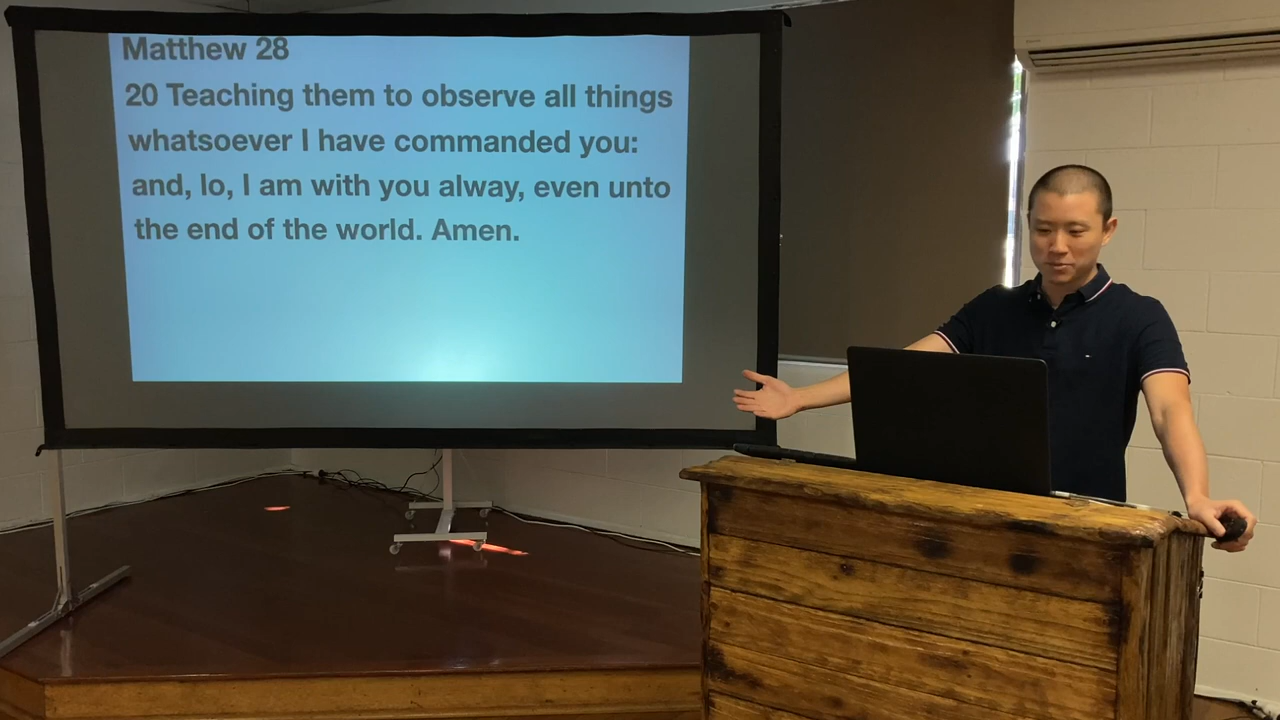 Matthew 28
20 Teaching them to observe all things
whatsoever I have commanded you:
and, lo, I am with you alway, even unto
the end of the world. Amen.